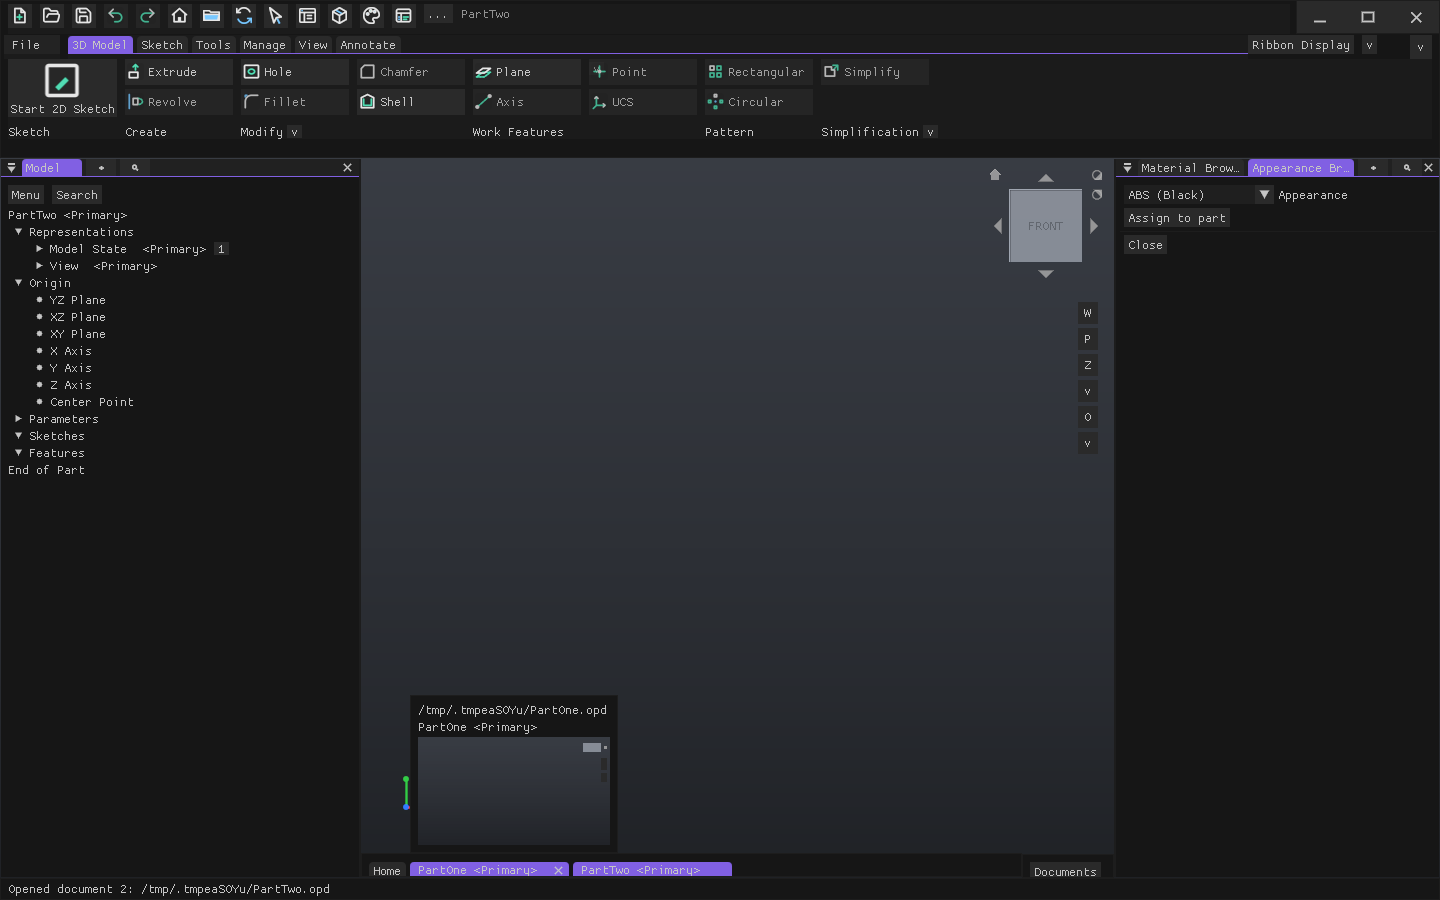 ... PartTwo
File 3D Model Sketch Tools Manage View Annotate Ribbon Display v v
Start 2D Sketch
Extrude Hole Chamfer Plane Point Rectangular Simplify
Revolve Fillet Shell Axis UCS Circular
Sketch Create Modify v Work Features Pattern Simplification v
Model
Menu Search
PartTwo <Primary>
Representations
Model State <Primary> 1
View <Primary>
Origin
YZ Plane
XZ Plane
XY Plane
X Axis
Y Axis
Z Axis
Center Point
Parameters
Sketches
Features
End of Part
FRONT
W
P
Z
v
O
v
Material Brow… Appearance Br…
ABS (Black) Appearance
Assign to part
Close
/tmp/.tmpeaSOYu/PartOne.opd
PartOne <Primary>
Home PartOne <Primary> PartTwo <Primary> Documents
Opened document 2: /tmp/.tmpeaSOYu/PartTwo.opd